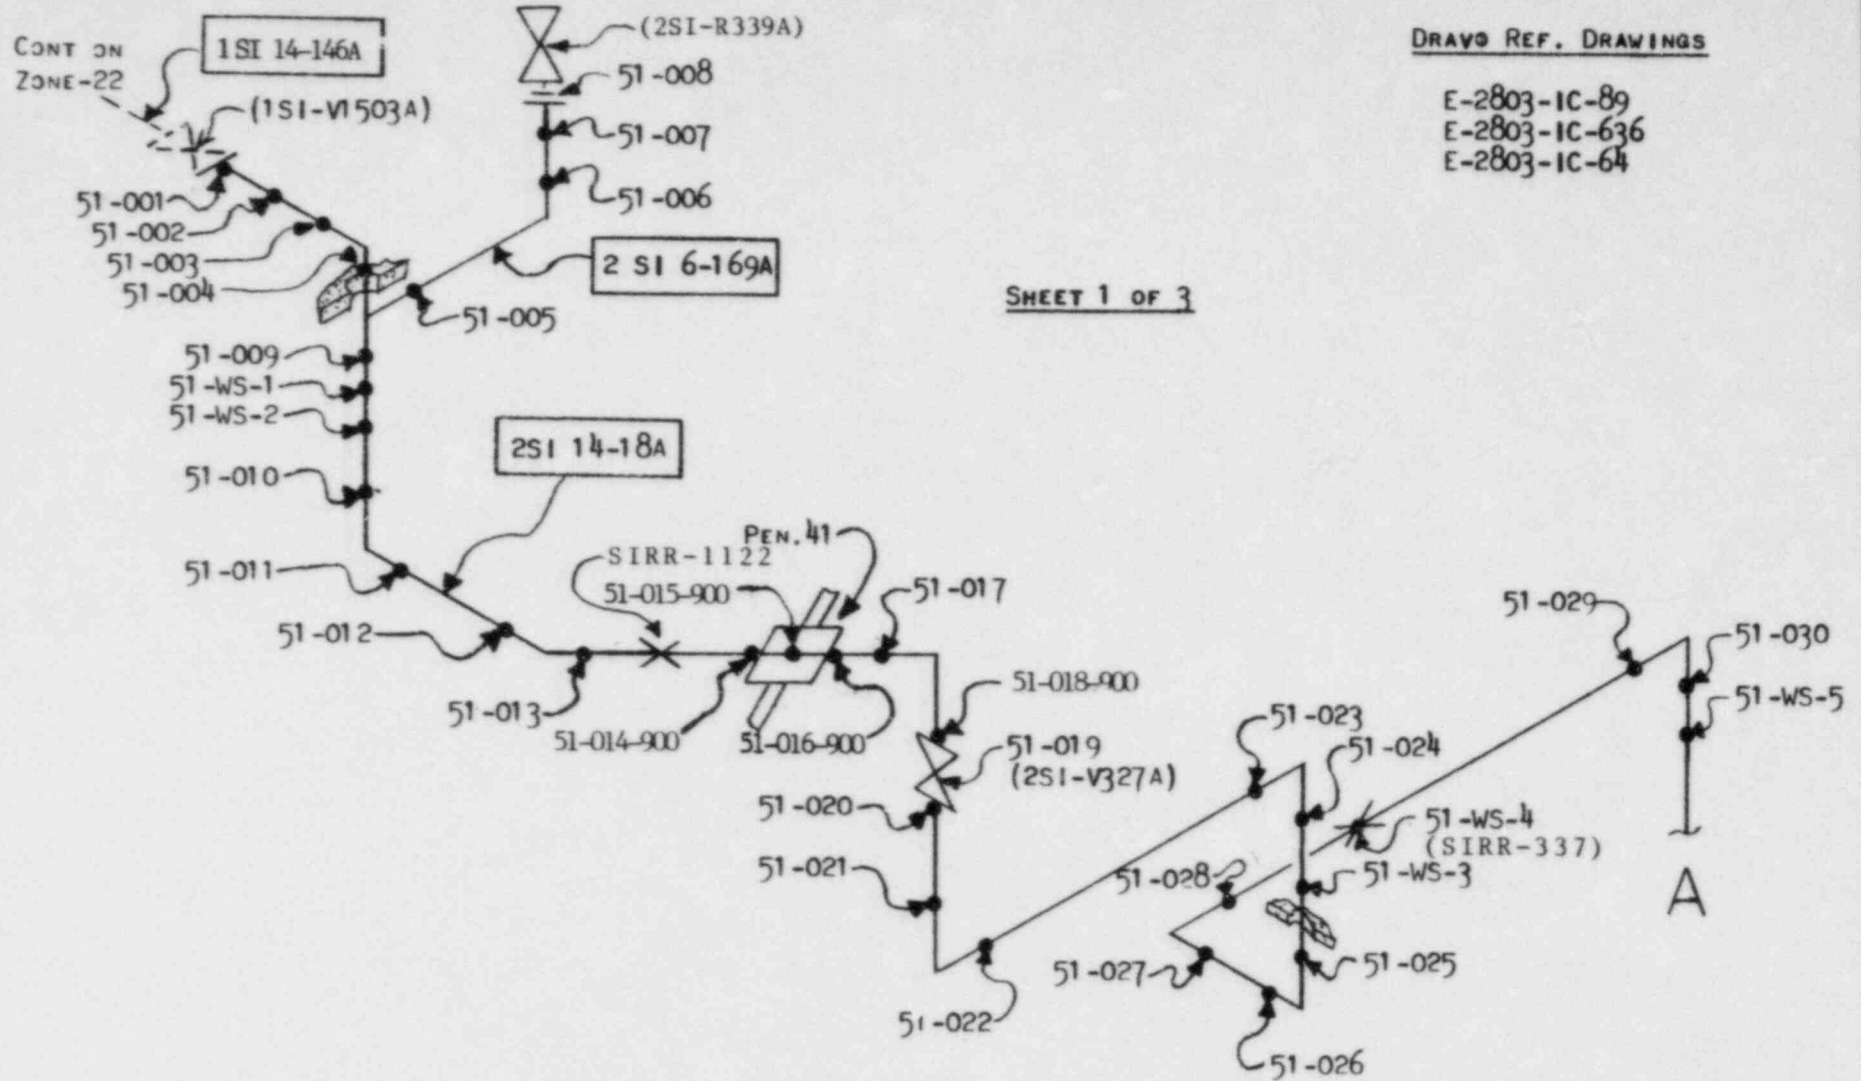 CONT ON
ZONE-22
1SI 14-146A
(1SI-V1503A)
(2SI-R339A)
51-008
51-007
51-006
DRAVO REF. DRAWINGS
E-2803-IC-89
E-2803-IC-636
E-2803-IC-64
51-001
51-002
51-003
51-004
2 SI 6-169A
51-005
SHEET 1 OF 3
51-009
51-WS-1
51-WS-2
51-010
2SI 14-18A
51-011
51-012
51-013
SIRR-1122
51-015-900
PEN. 41
51-017
51-014-900
51-016-900
51-018-900
51-019
(2SI-V327A)
51-020
51-021
51-022
51-023
51-024
51-WS-4
(SIRR-337)
51-028
51-WS-3
51-027
51-025
51-026
51-029
51-030
51-WS-5
A